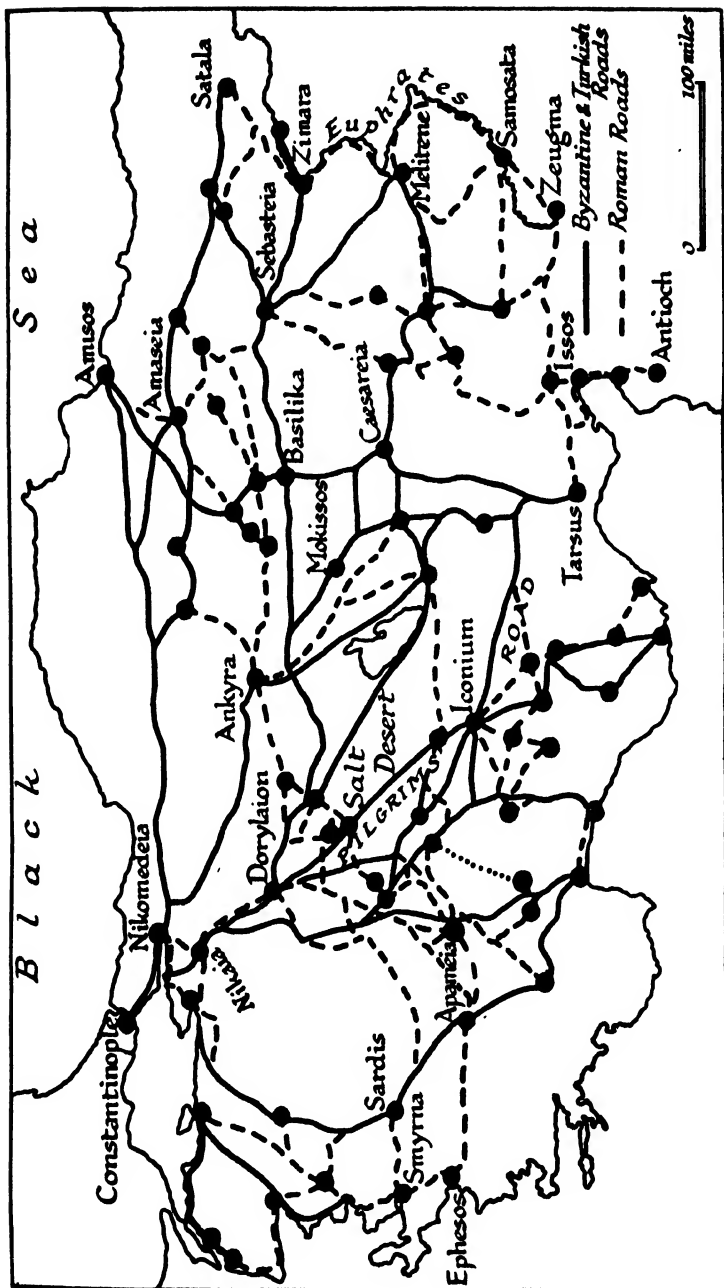 Black Sea
Constantinople
Nikomedeia
Nikaia
Dorylaion
Ankyra
Amisos
Amaseia
Satala
Zimara
Sebasteia
Basilika
Mokissos
Caesareia
Euphrates
Melitene
Samosata
Zeugma
Salt
Desert
PILGRIMS ROAD
Iconium
Sardis
Smyrna
Ephesos
Apameia
Tarsus
Issos
Antioch
0 100 miles
Byzantine & Turkish
Roads
Roman Roads